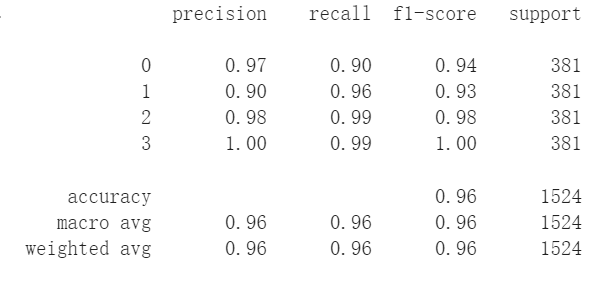 precision recall f1-score support
0 0.97 0.90 0.94 381
1 0.90 0.96 0.93 381
2 0.98 0.99 0.98 381
3 1.00 0.99 1.00 381
accuracy 0.96 1524
macro avg 0.96 0.96 0.96 1524
weighted avg 0.96 0.96 0.96 1524